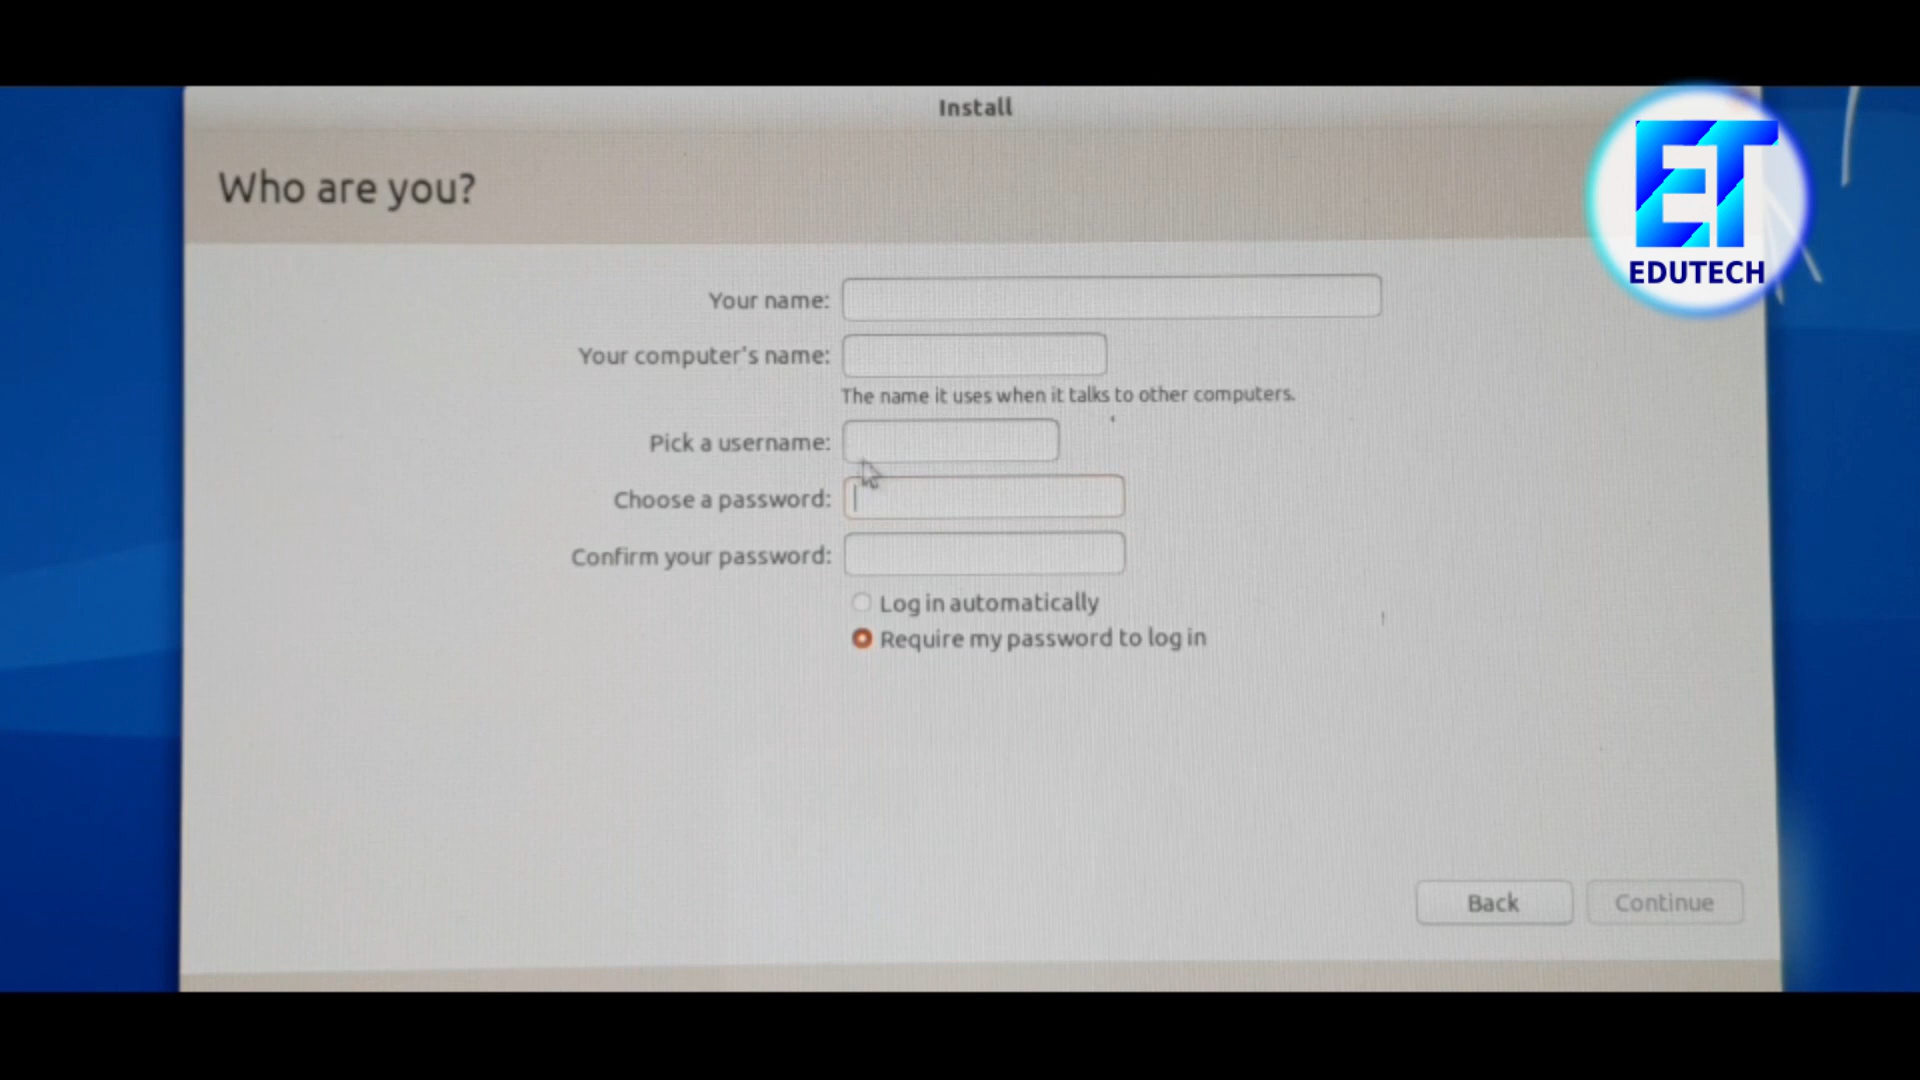 Install
ET
EDUTECH
Who are you?
Your name:
Your computer's name:
The name it uses when it talks to other computers.
Pick a username:
Choose a password:
Confirm your password:
Log in automatically
Require my password to log in
Back
Continue